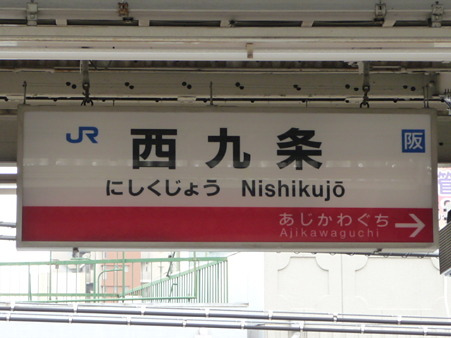 JR 西九条 阪
にしくじょう Nishikujō
あじかわぐち
Ajikawaguchi →
管